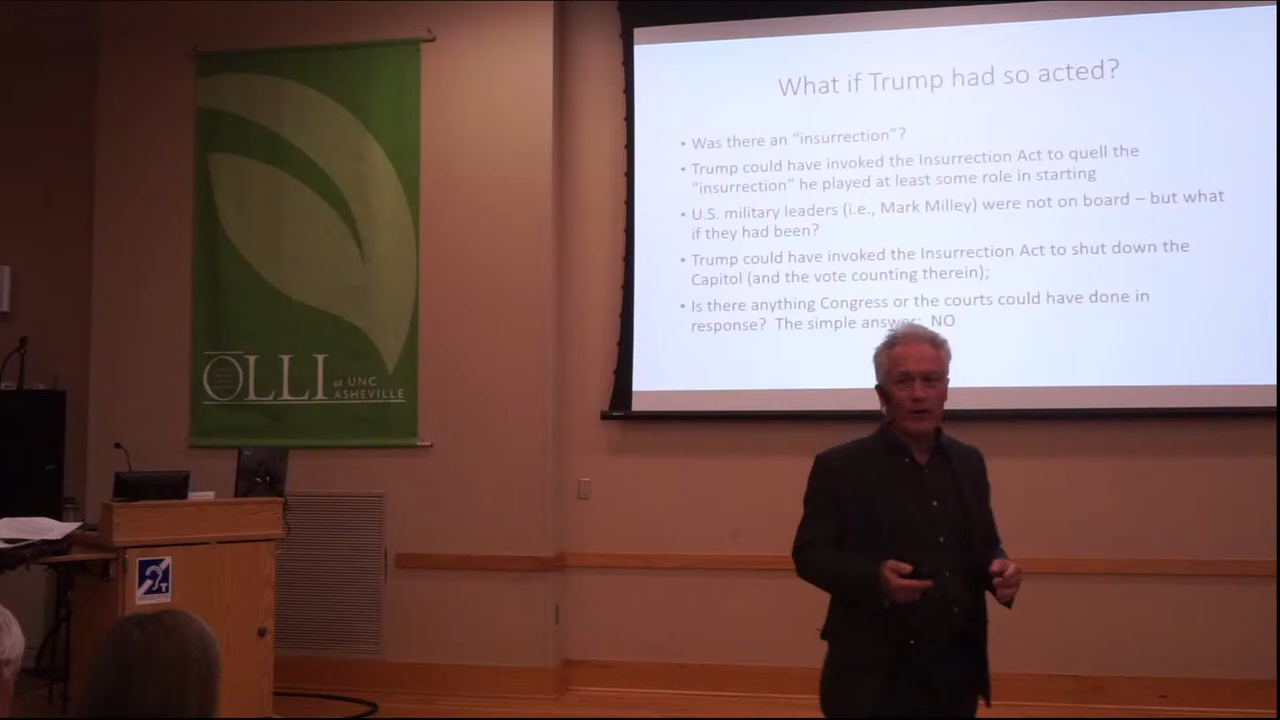 What if Trump had so acted?
• Was there an “insurrection”?
• Trump could have invoked the Insurrection Act to quell the
“insurrection” he played at least some role in starting
• U.S. military leaders (i.e., Mark Milley) were not on board – but what
if they had been?
• Trump could have invoked the Insurrection Act to shut down the
Capitol (and the vote counting therein);
• Is there anything Congress or the courts could have done in
response? The simple answer: NO
OLLI at UNC
ASHEVILLE
T